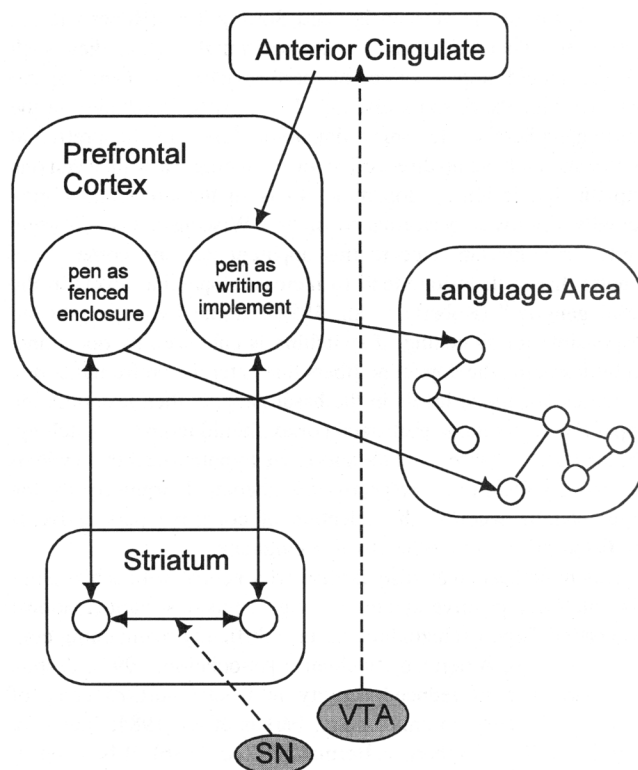 Anterior Cingulate
Prefrontal
Cortex
pen as
fenced
enclosure
pen as
writing
implement
Language Area
Striatum
VTA
SN